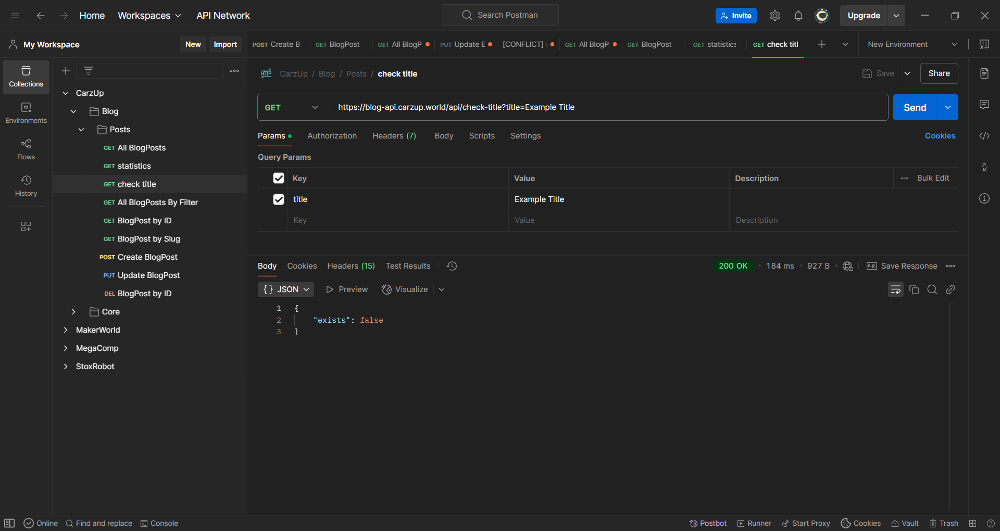 Home Workspaces API Network Search Postman Invite Upgrade
My Workspace New Import POST Create B GET BlogPost GET All BlogP PUT Update E [CONFLICT] GET All BlogP GET BlogPost GET statistics GET check titl New Environment
Collections
Environments
Flows
History
CarzUp
Blog
Posts
GET All BlogPosts
GET statistics
GET check title
GET All BlogPosts By Filter
GET BlogPost by ID
GET BlogPost by Slug
POST Create BlogPost
PUT Update BlogPost
DEL BlogPost by ID
Core
MakerWorld
MegaComp
StoxRobot
HTTP CarzUp / Blog / Posts / check title Save Share
GET https://blog-api.carzup.world/api/check-title?title=Example Title Send
Params Authorization Headers (7) Body Scripts Settings Cookies
Query Params
Key Value Description Bulk Edit
title Example Title
Key Value Description
Body Cookies Headers (15) Test Results 200 OK • 184 ms • 927 B • e.g. Save Response
{} JSON Preview Visualize
1 {
2 "exists": false
3 }
Online Find and replace Console Postbot Runner Start Proxy Cookies Vault Trash